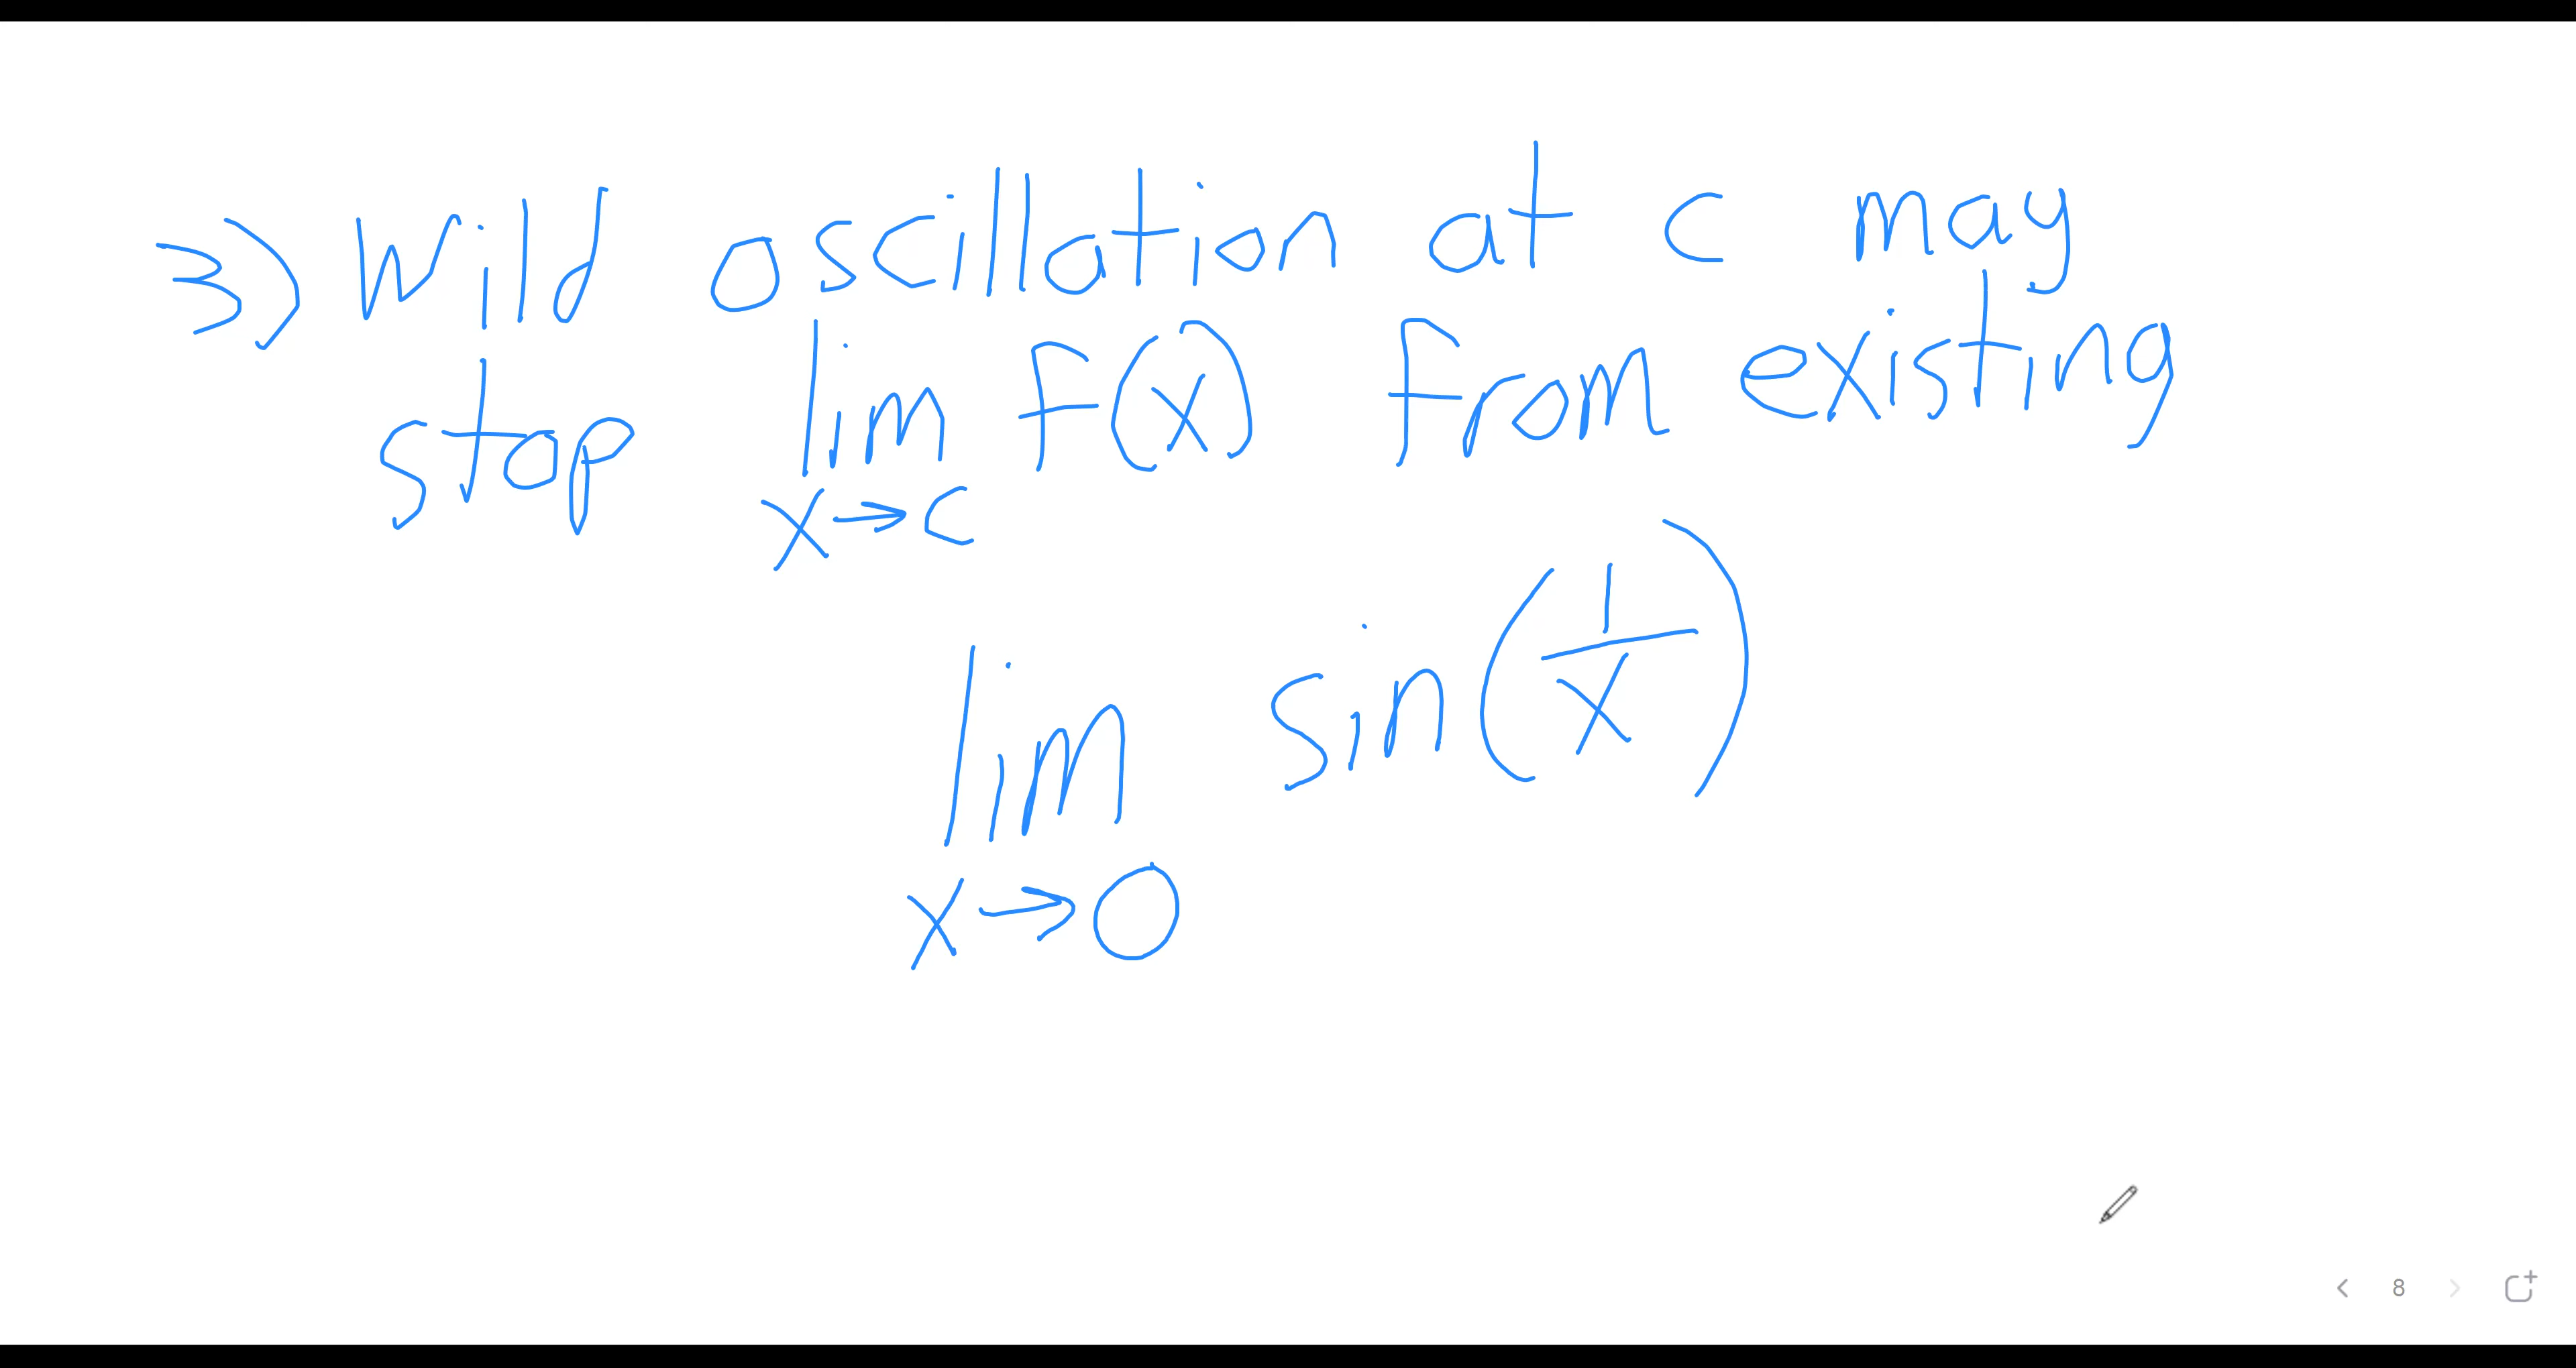 3) Wild oscillation at c may
stop lim f(x) from existing
x→c
lim sin(1/x)
x→0
8